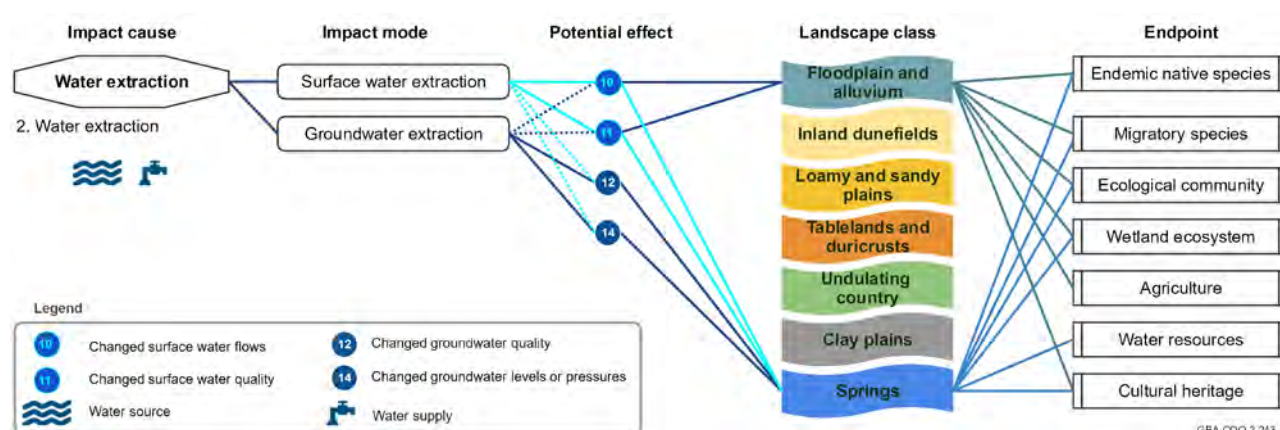 Impact cause
Impact mode
Potential effect
Landscape class
Endpoint
Water extraction
2. Water extraction
Surface water extraction
Groundwater extraction
10
11
12
14
Floodplain and
alluvium
Inland dunefields
Loamy and sandy
plains
Tablelands and
duricrusts
Undulating
country
Clay plains
Springs
Endemic native species
Migratory species
Ecological community
Wetland ecosystem
Agriculture
Water resources
Cultural heritage
Legend
10 Changed surface water flows
11 Changed surface water quality
Water source
12 Changed groundwater quality
14 Changed groundwater levels or pressures
Water supply